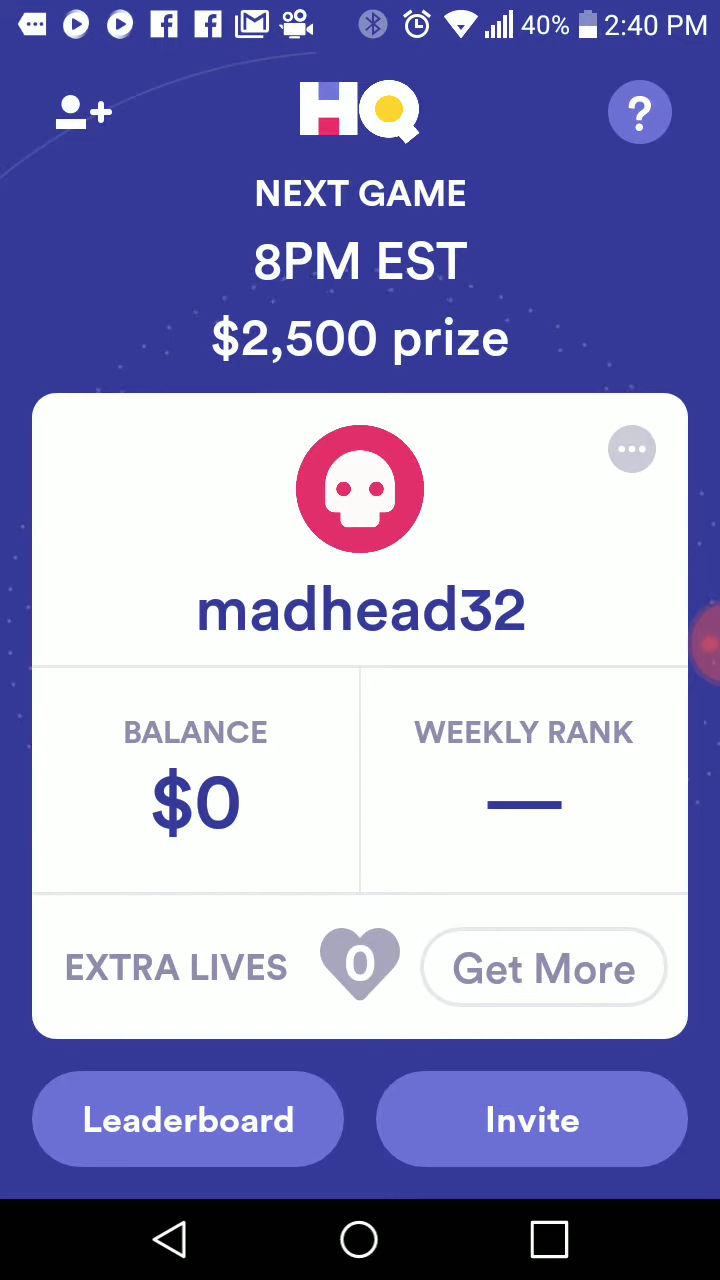 40% 2:40 PM
HQ
?
NEXT GAME
8PM EST
$2,500 prize
madhead32
BALANCE
$0
WEEKLY RANK
—
EXTRA LIVES 0 Get More
Leaderboard
Invite